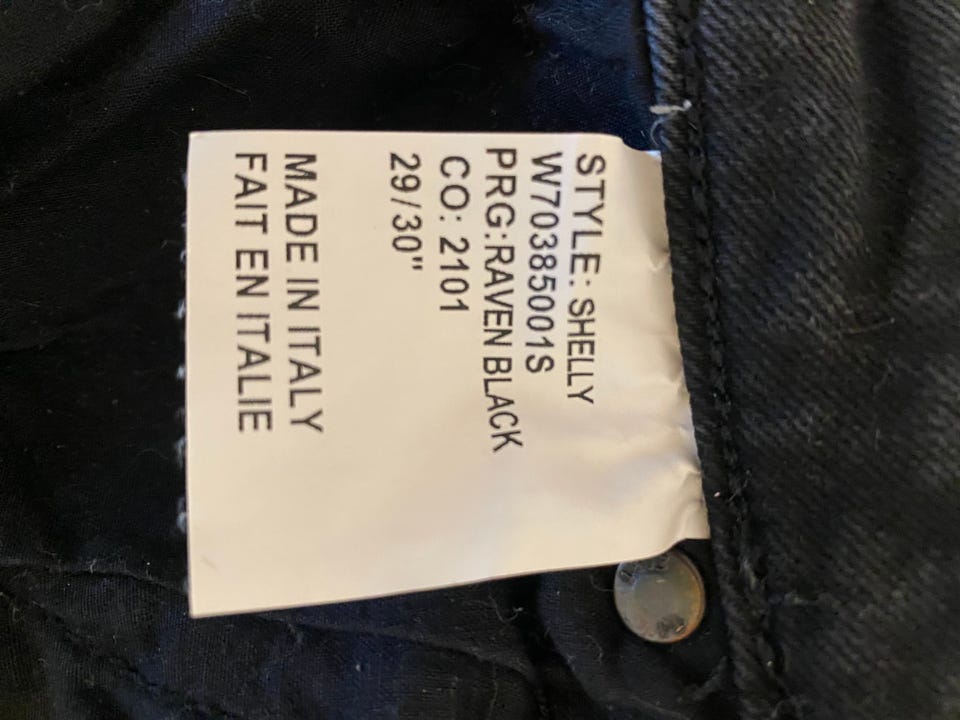 STYLE: SHELLY
W70385001S
PRG:RAVEN BLACK
CO: 2101
29/30"
MADE IN ITALY
FAIT EN ITALIE